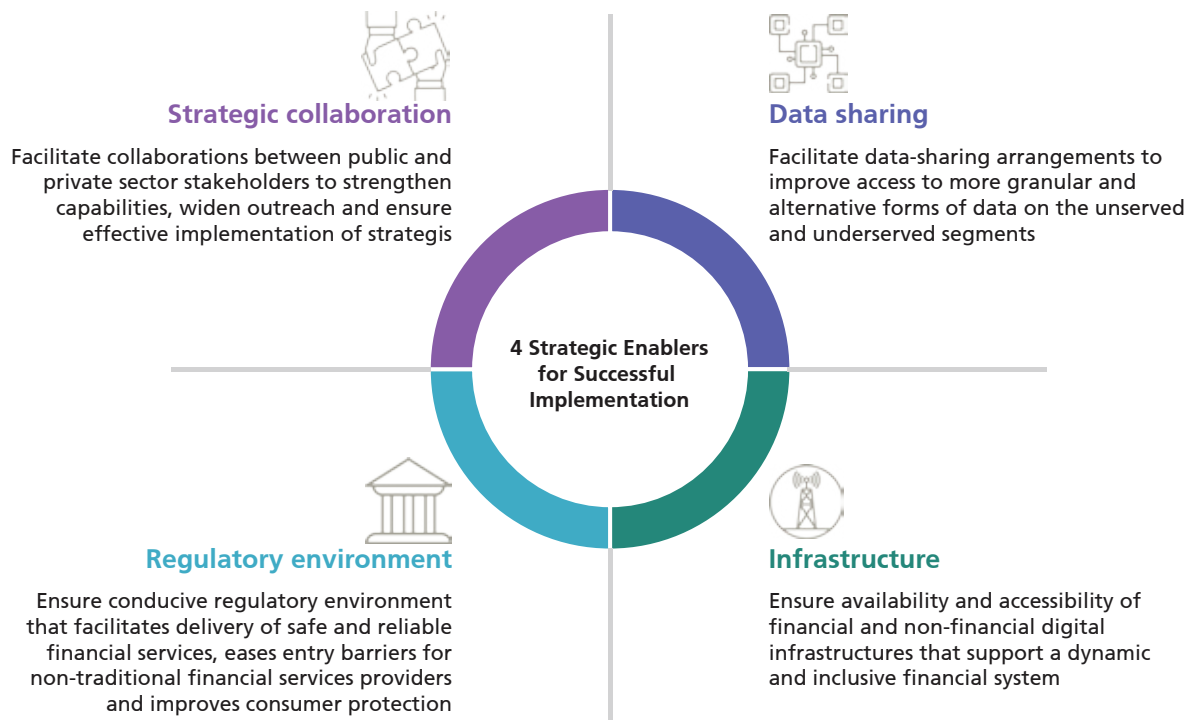 Strategic collaboration
Facilitate collaborations between public and
private sector stakeholders to strengthen
capabilities, widen outreach and ensure
effective implementation of strategis
Data sharing
Facilitate data-sharing arrangements to
improve access to more granular and
alternative forms of data on the unserved
and underserved segments
4 Strategic Enablers
for Successful
Implementation
Regulatory environment
Ensure conducive regulatory environment
that facilitates delivery of safe and reliable
financial services, eases entry barriers for
non-traditional financial services providers
and improves consumer protection
Infrastructure
Ensure availability and accessibility of
financial and non-financial digital
infrastructures that support a dynamic
and inclusive financial system